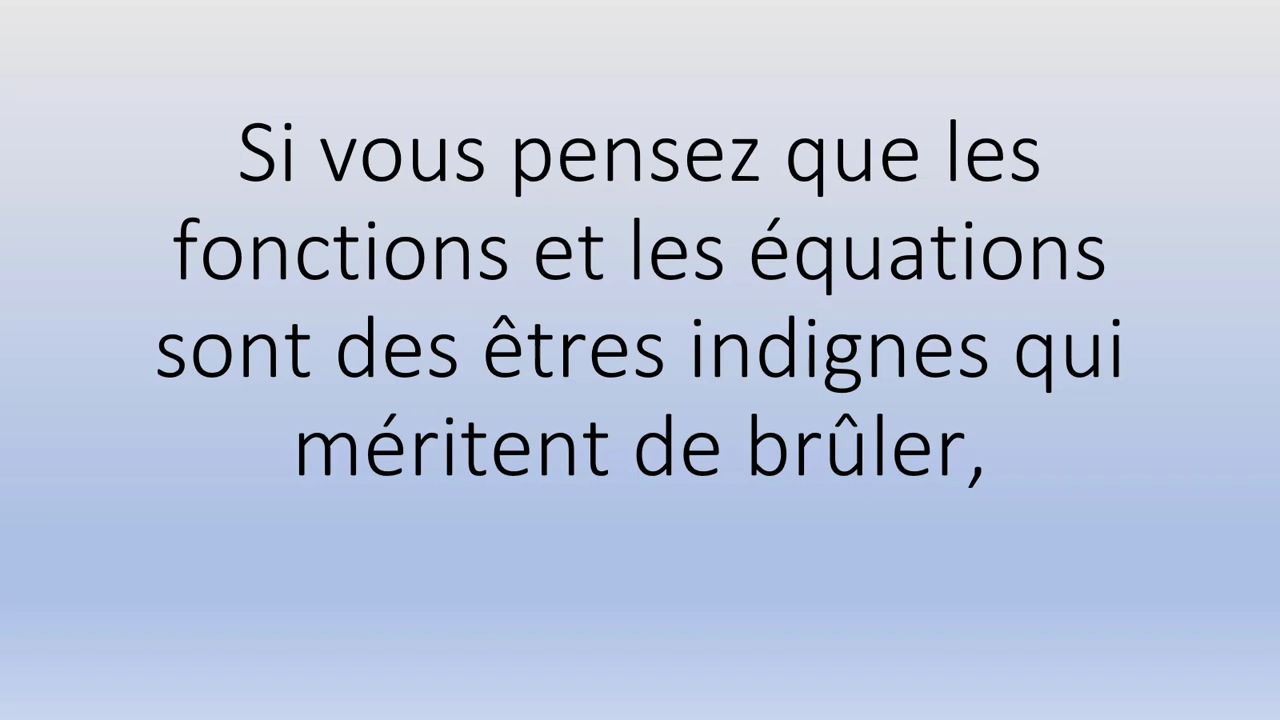 Si vous pensez que les
fonctions et les équations
sont des êtres indignes qui
méritent de brûler,